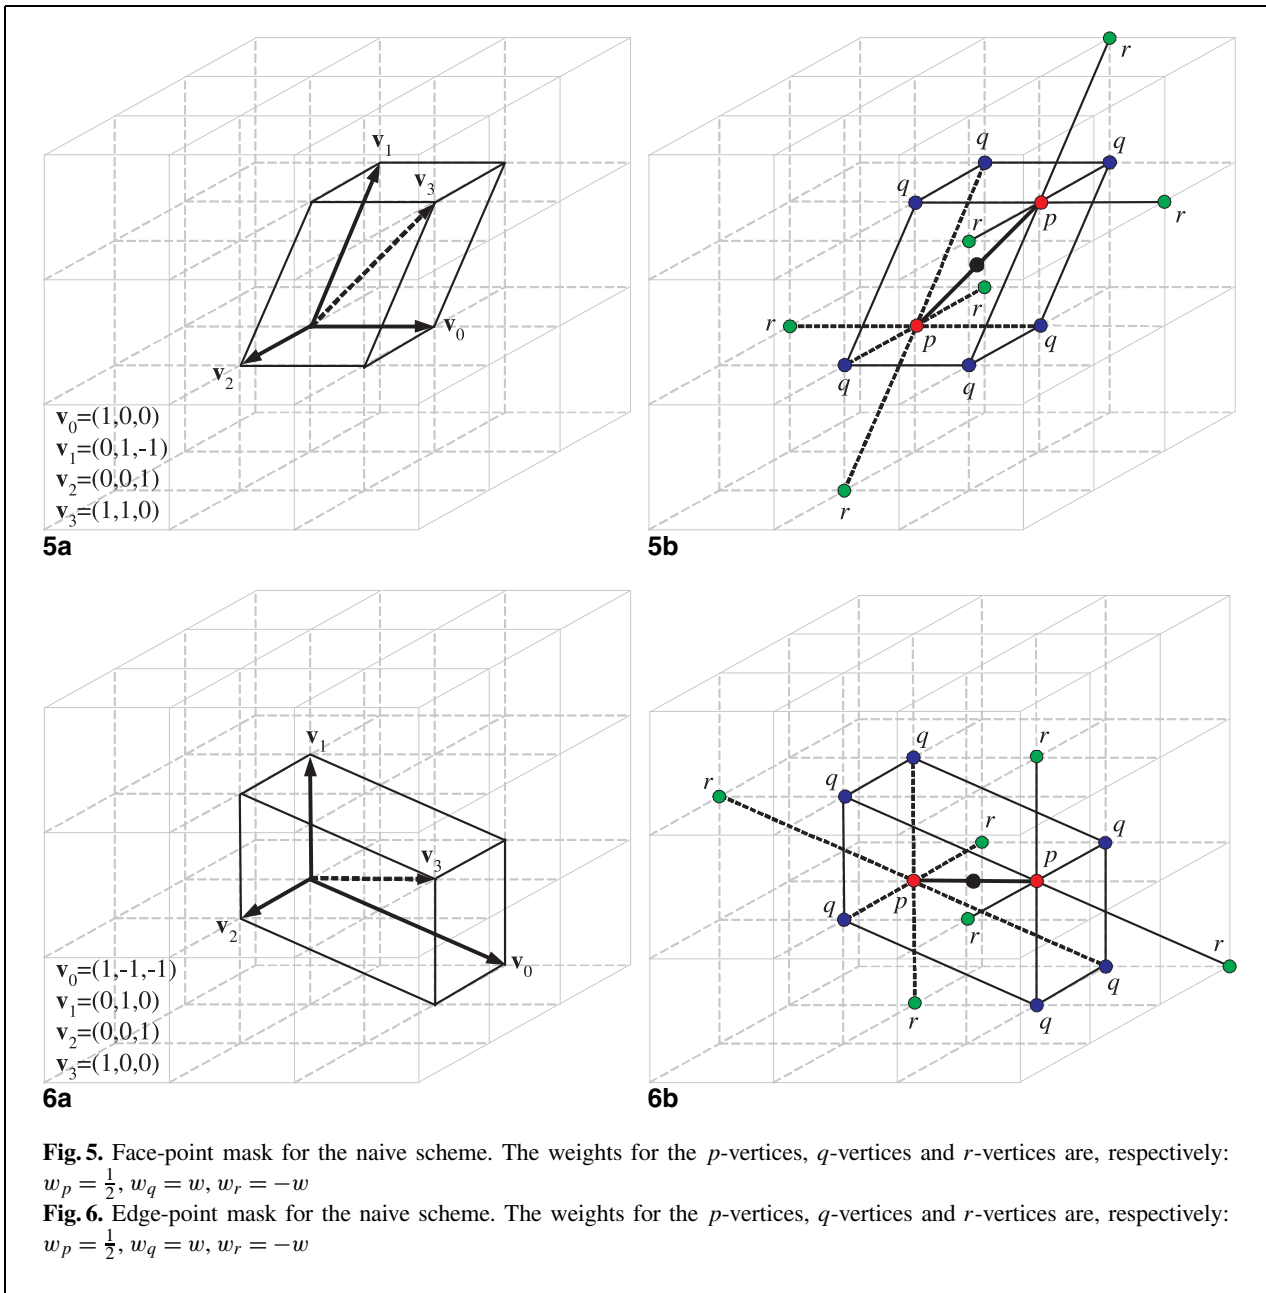 r
v1
q
q
v3
q
r
r
p
r
v0
r
p
q
v2
q
q
v0=(1,0,0)
v1=(0,1,-1)
v2=(0,0,1)
v3=(1,1,0)
r
5a
5b
v1
q
r
r
q
r
q
v3
p
q
p
v2
r
r
v0
q
v0=(1,-1,-1)
v1=(0,1,0)
v2=(0,0,1)
v3=(1,0,0)
r
q
6a
6b
Fig. 5. Face-point mask for the naive scheme. The weights for the p-vertices, q-vertices and r-vertices are, respectively:
wp = 1/2, wq = w, wr = −w
Fig. 6. Edge-point mask for the naive scheme. The weights for the p-vertices, q-vertices and r-vertices are, respectively:
wp = 1/2, wq = w, wr = −w